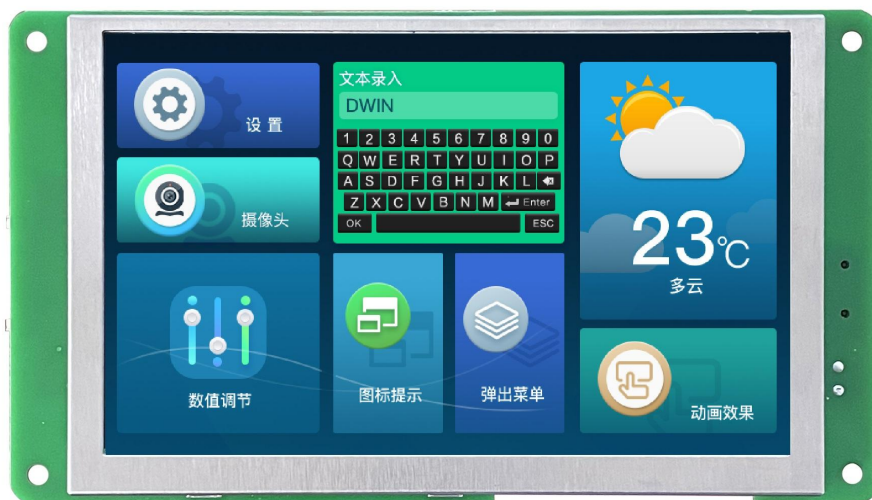 设置
摄像头
数值调节
文本录入
DWIN
1 2 3 4 5 6 7 8 9 0
Q W E R T Y U I O P
A S D F G H J K L
Z X C V B N M Enter
OK ESC
图标提示
弹出菜单
23℃
多云
动画效果